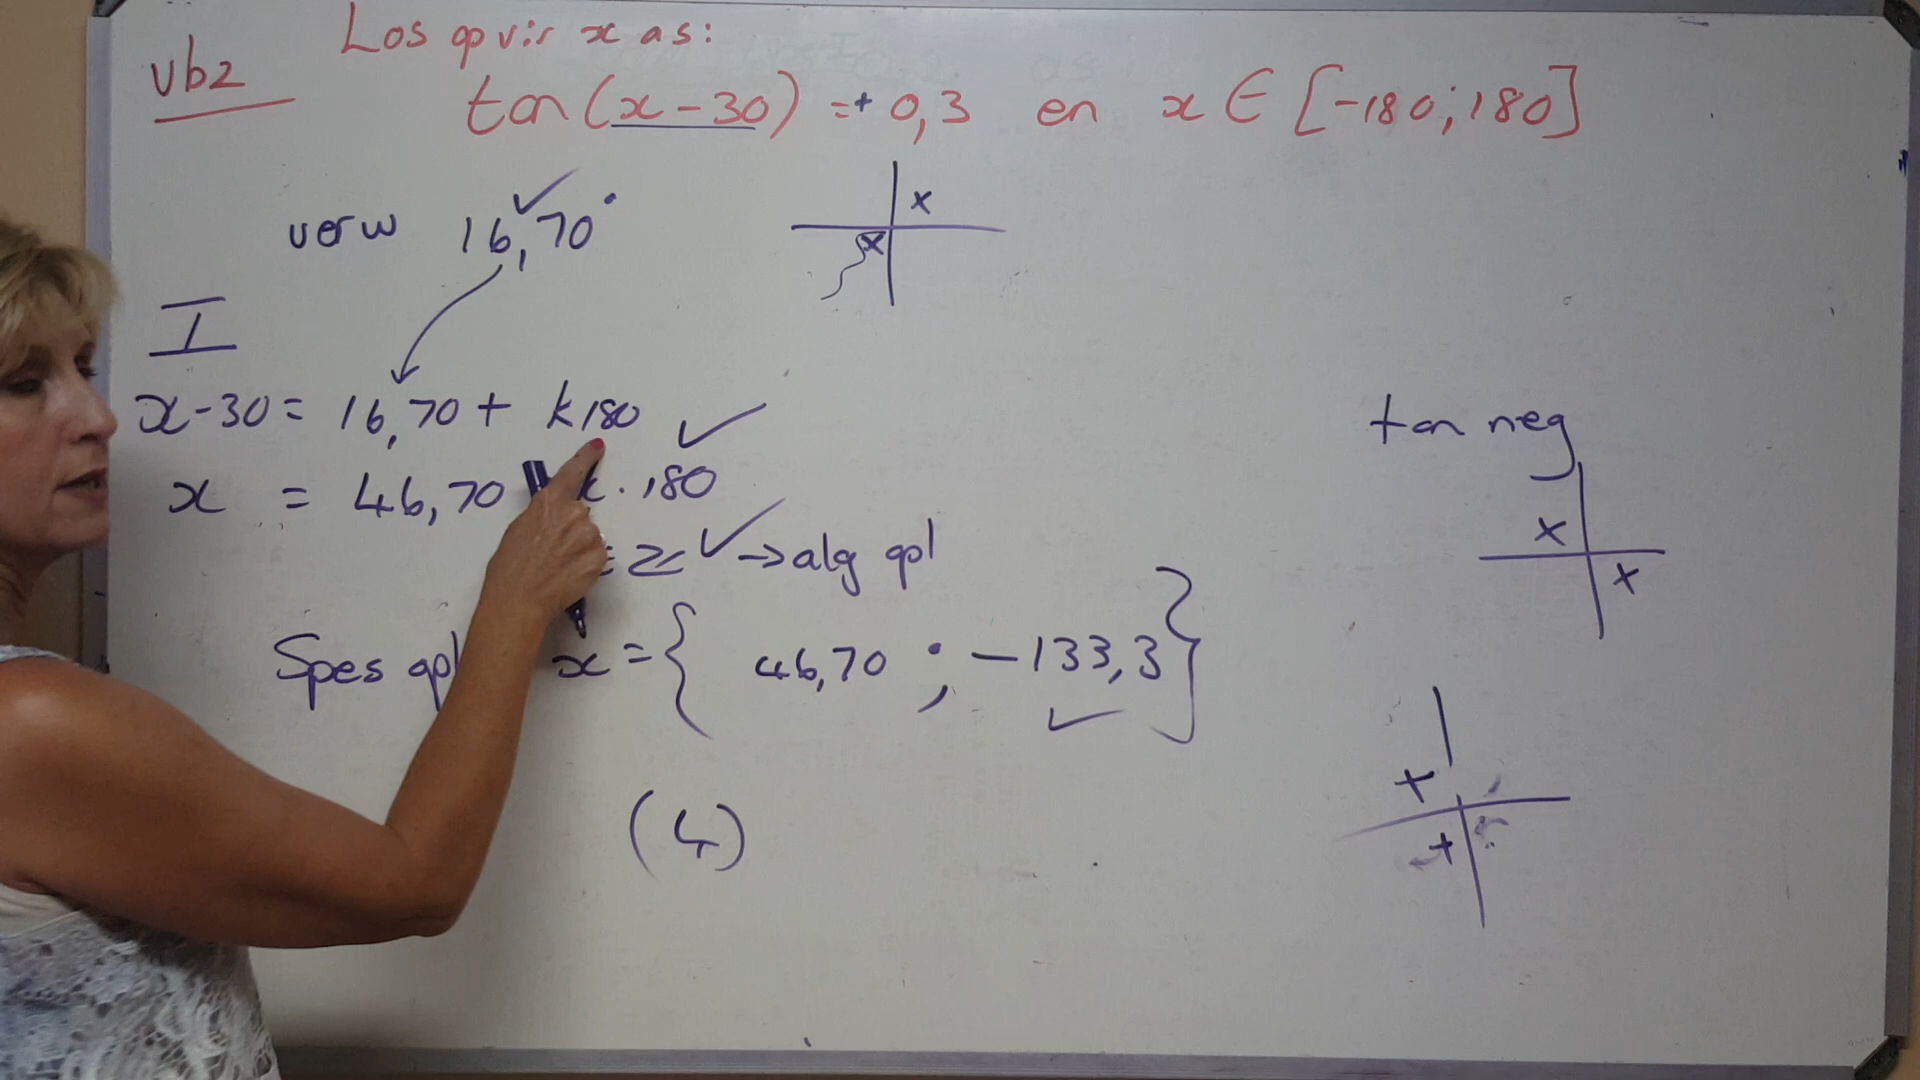 vb2 Los op vir x as:
tan (x - 30) = + 0,3 en x ∈ [-180; 180]
verw 16,70°
x
x
I
x - 30 = 16,70 + k180
x = 46,70 k . 180
Z → alg opl
Spes opl x = { 46,70 ; -133,3 }
(4)
tan neg
x
x
+
+